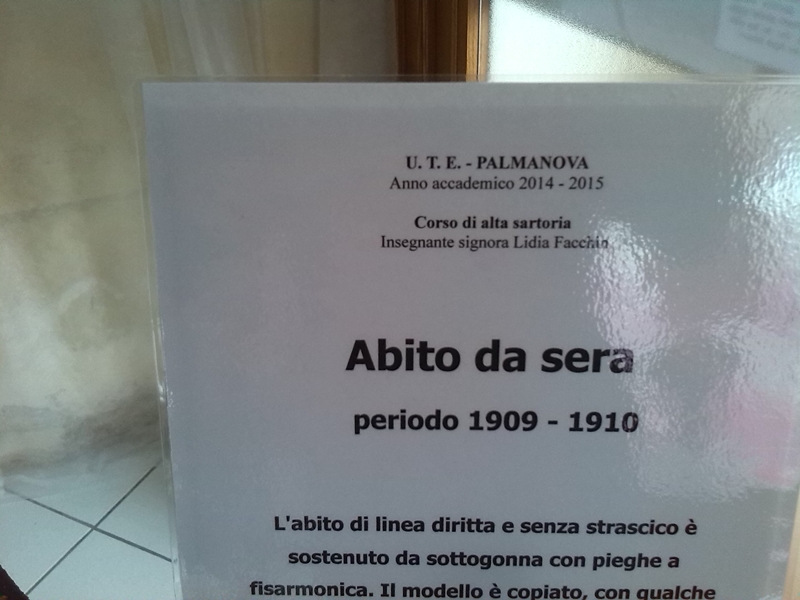 U. T. E. - PALMANOVA
Anno accademico 2014 - 2015
Corso di alta sartoria
Insegnante signora Lidia Facchin
Abito da sera
periodo 1909 - 1910
L'abito di linea diritta e senza strascico è
sostenuto da sottogonna con pieghe a
fisarmonica. Il modello è copiato, con qualche